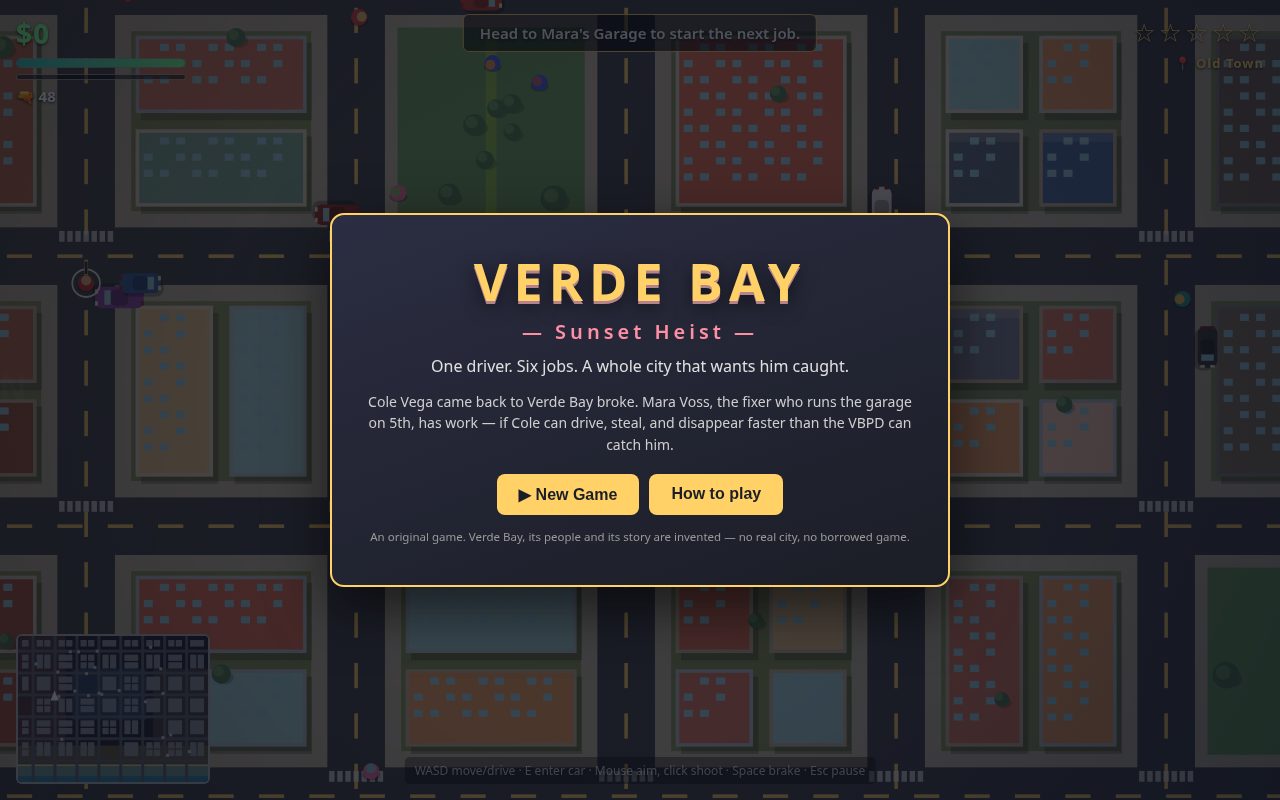 $0
Head to Mara's Garage to start the next job.
☆☆☆☆☆
📍 Old Town
48
VERDE BAY
— Sunset Heist —
One driver. Six jobs. A whole city that wants him caught.
Cole Vega came back to Verde Bay broke. Mara Voss, the fixer who runs the garage
on 5th, has work — if Cole can drive, steal, and disappear faster than the VBPD can
catch him.
▶ New Game
How to play
An original game. Verde Bay, its people and its story are invented — no real city, no borrowed game.
WASD move/drive · E enter car · Mouse aim, click shoot · Space brake · Esc pause